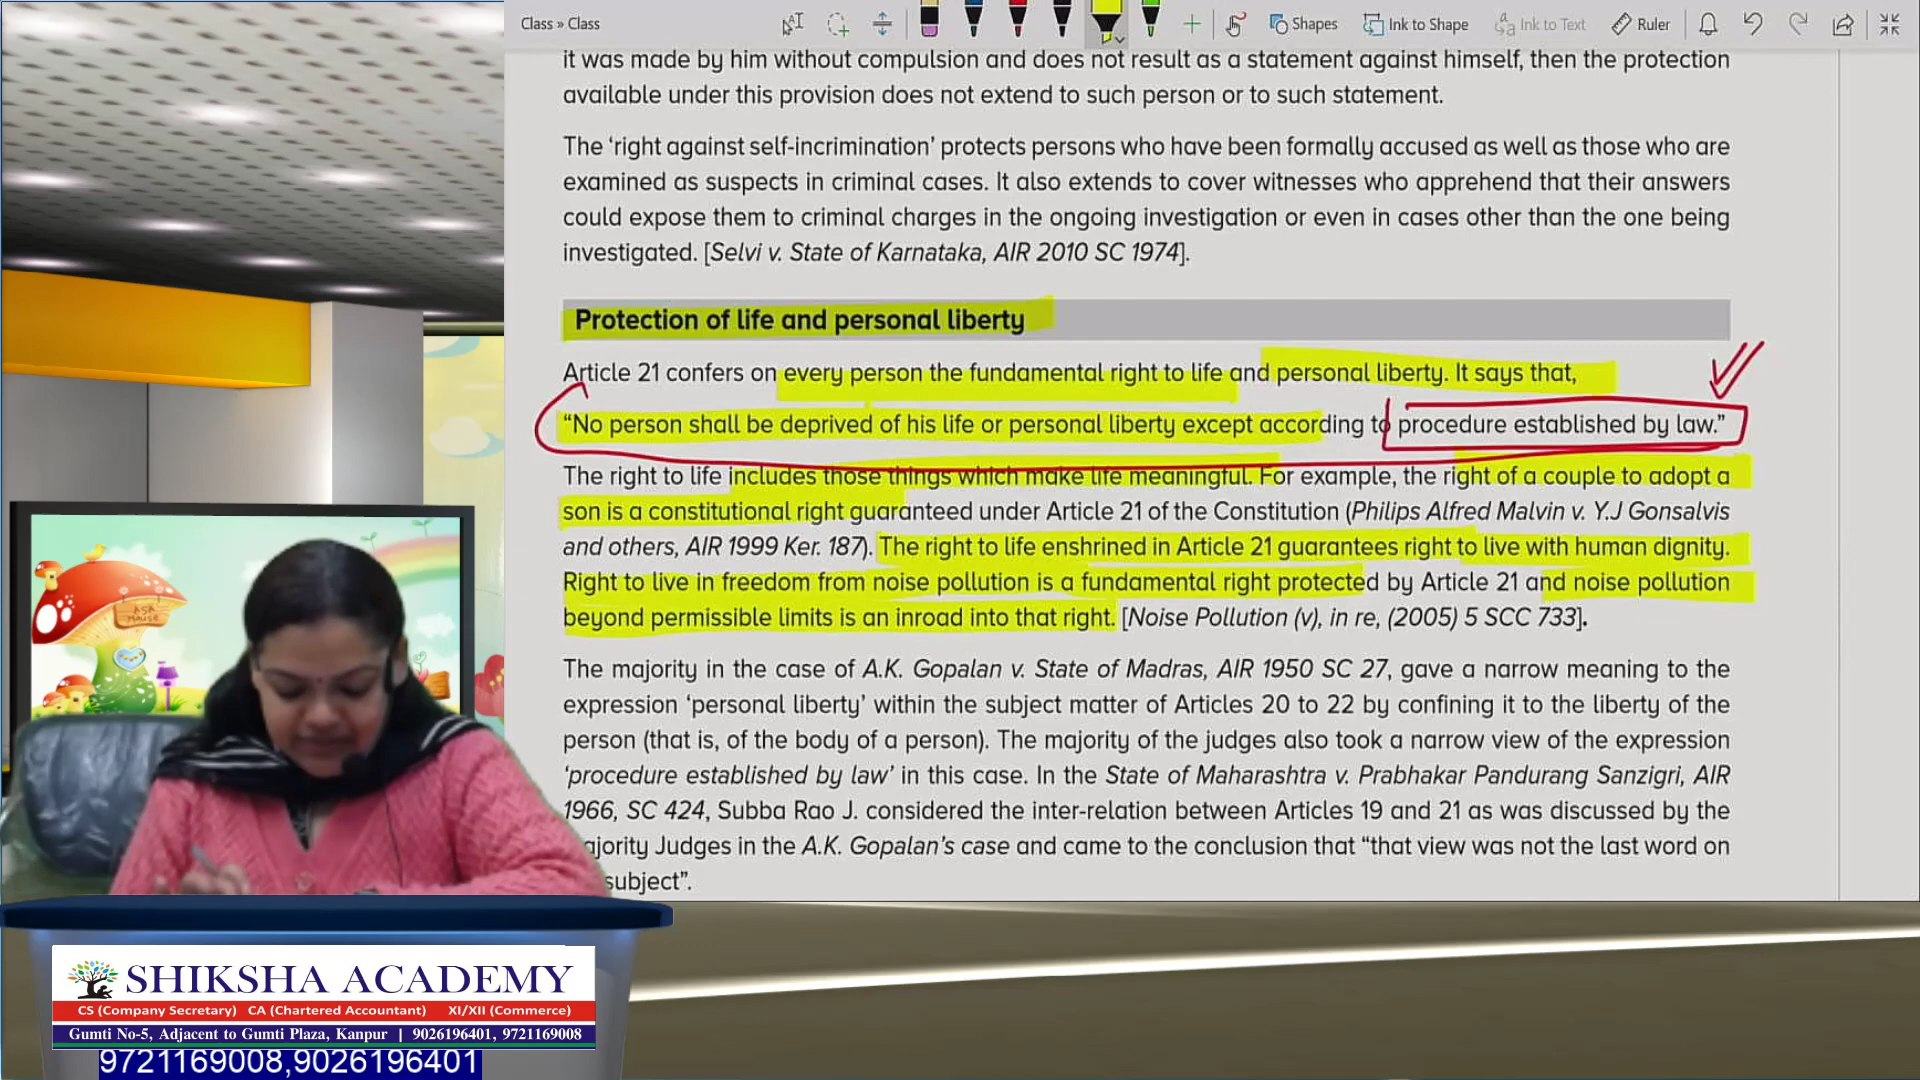 Class » Class
Shapes
Ink to Shape
Ink to Text
Ruler
it was made by him without compulsion and does not result as a statement against himself, then the protection
available under this provision does not extend to such person or to such statement.
The ‘right against self-incrimination’ protects persons who have been formally accused as well as those who are
examined as suspects in criminal cases. It also extends to cover witnesses who apprehend that their answers
could expose them to criminal charges in the ongoing investigation or even in cases other than the one being
investigated. [Selvi v. State of Karnataka, AIR 2010 SC 1974].
Protection of life and personal liberty
Article 21 confers on every person the fundamental right to life and personal liberty. It says that,
“No person shall be deprived of his life or personal liberty except according to procedure established by law.”
The right to life includes those things which make life meaningful. For example, the right of a couple to adopt a
son is a constitutional right guaranteed under Article 21 of the Constitution (Philips Alfred Malvin v. Y.J Gonsalvis
and others, AIR 1999 Ker. 187). The right to life enshrined in Article 21 guarantees right to live with human dignity.
Right to live in freedom from noise pollution is a fundamental right protected by Article 21 and noise pollution
beyond permissible limits is an inroad into that right. [Noise Pollution (v), in re, (2005) 5 SCC 733].
The majority in the case of A.K. Gopalan v. State of Madras, AIR 1950 SC 27, gave a narrow meaning to the
expression ‘personal liberty’ within the subject matter of Articles 20 to 22 by confining it to the liberty of the
person (that is, of the body of a person). The majority of the judges also took a narrow view of the expression
‘procedure established by law’ in this case. In the State of Maharashtra v. Prabhakar Pandurang Sanzigri, AIR
1966, SC 424, Subba Rao J. considered the inter-relation between Articles 19 and 21 as was discussed by the
ajority Judges in the A.K. Gopalan’s case and came to the conclusion that “that view was not the last word on
subject”.
ASA
House
SHIKSHA ACADEMY
CS (Company Secretary) CA (Chartered Accountant) XI/XII (Commerce)
Gumti No-5, Adjacent to Gumti Plaza, Kanpur | 9026196401, 9721169008
9721169008,9026196401